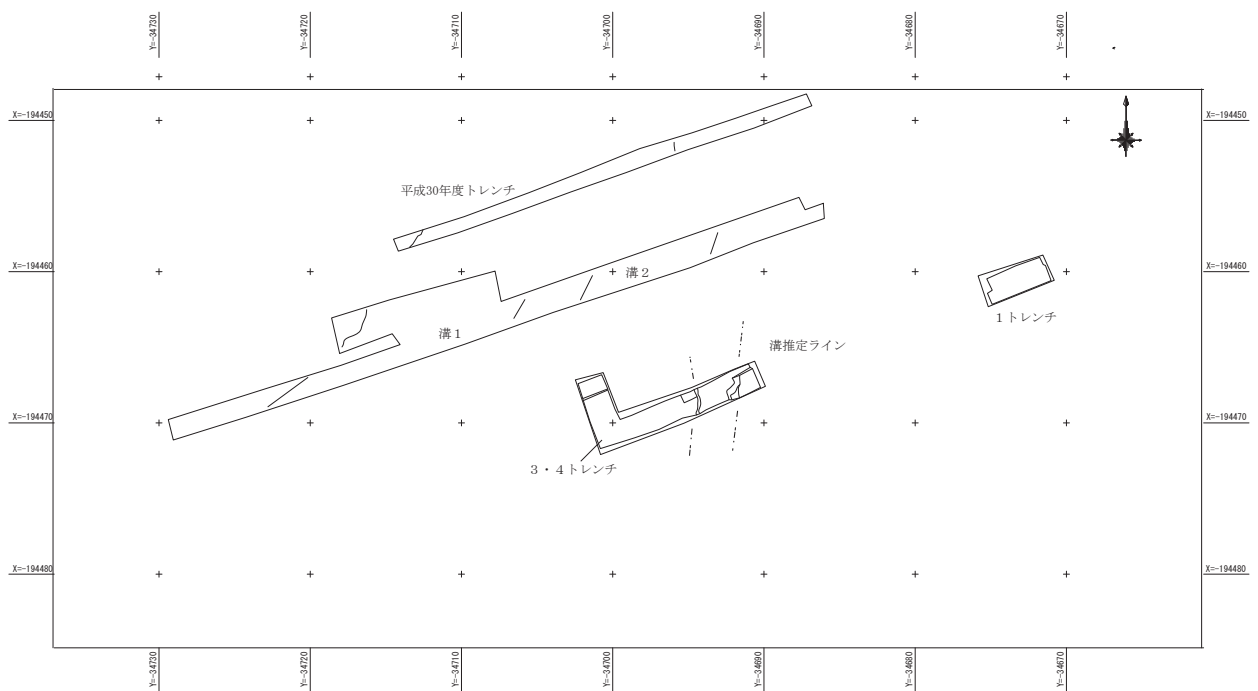 Y=-34730
Y=-34720
Y=-34710
Y=-34700
Y=-34690
Y=-34680
Y=-34670
X=-194450
X=-194450
平成30年度トレンチ
X=-194460
X=-194460
溝2
溝1
1トレンチ
溝推定ライン
X=-194470
X=-194470
3・4トレンチ
X=-194480
X=-194480
Y=-34730
Y=-34720
Y=-34710
Y=-34700
Y=-34690
Y=-34680
Y=-34670